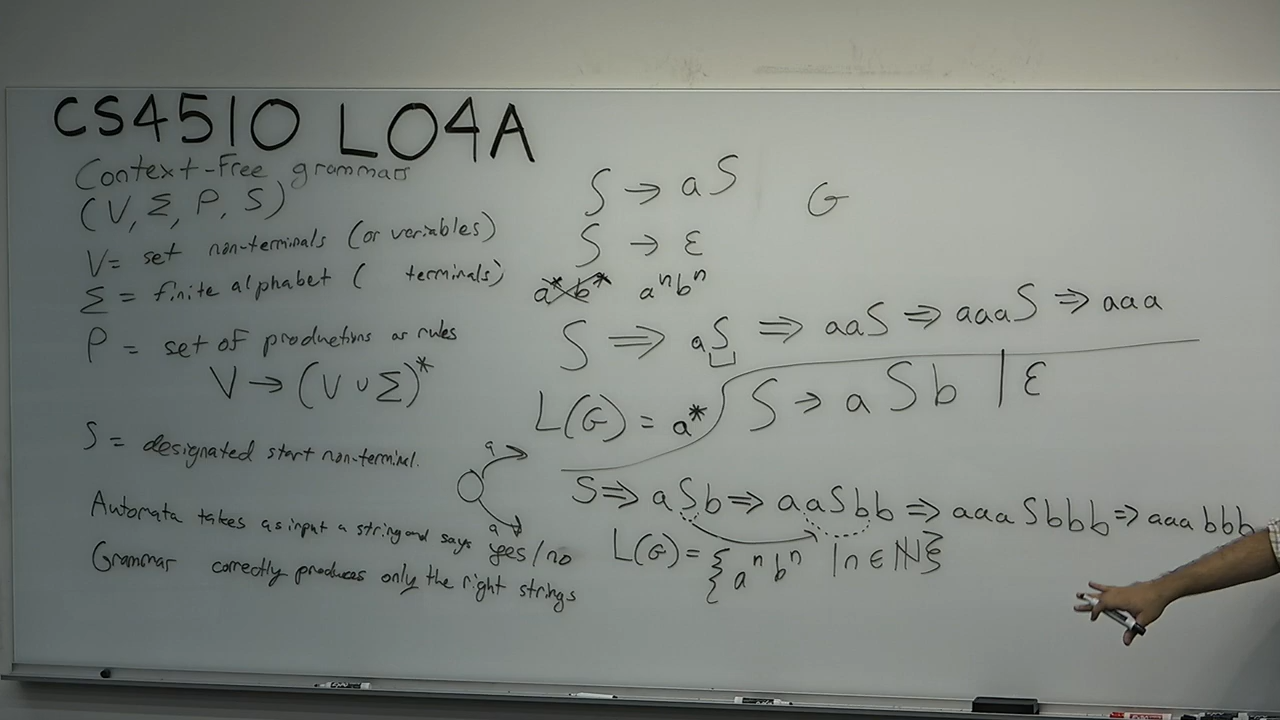 CS4510 L04A
Context-Free grammars
(V, Σ, P, S)
V= set non-terminals (or variables)
Σ = finite alphabet ( terminals)
P = set of productions or rules
V → (V ∪ Σ)*
S = designated start non-terminal.
Automata takes as input a string and says yes/no
Grammar correctly produces only the right strings
a
a
S → aS
G
S → ε
a*b* aⁿbⁿ
S ⇒ aS ⇒ aaS ⇒ aaaS ⇒ aaa
L(G) = a*
S → aSb | ε
S ⇒ aSb ⇒ aaSbb ⇒ aaaSbbb ⇒ aaabbb
L(G) = {aⁿbⁿ | n ∈ ℕ}